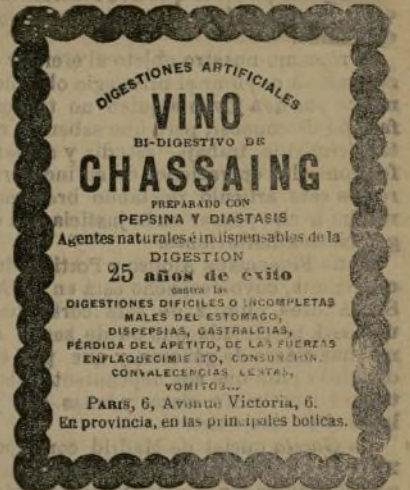 DIGESTIONES ARTIFICIALES
VINO
BI-DIGESTIVO DE
CHASSAING
PREPARADO CON
PEPSINA Y DIASTASIS
Agentes naturales é indispensables de la
DIGESTION
25 años de exito
contra las
DIGESTIONES DIFICILES O INCOMPLETAS
MALES DEL ESTOMAGO,
DISPEPSIAS, GASTRALGIAS,
PÉRDIDA DEL APETITO, DE LAS FUERZAS
ENFLAQUECIMIENTO, CONSUNCION,
CONVALECENCIAS LENTAS,
VOMITOS...
PARIS, 6, Avenue Victoria, 6.
En provincia, en las principales boticas.